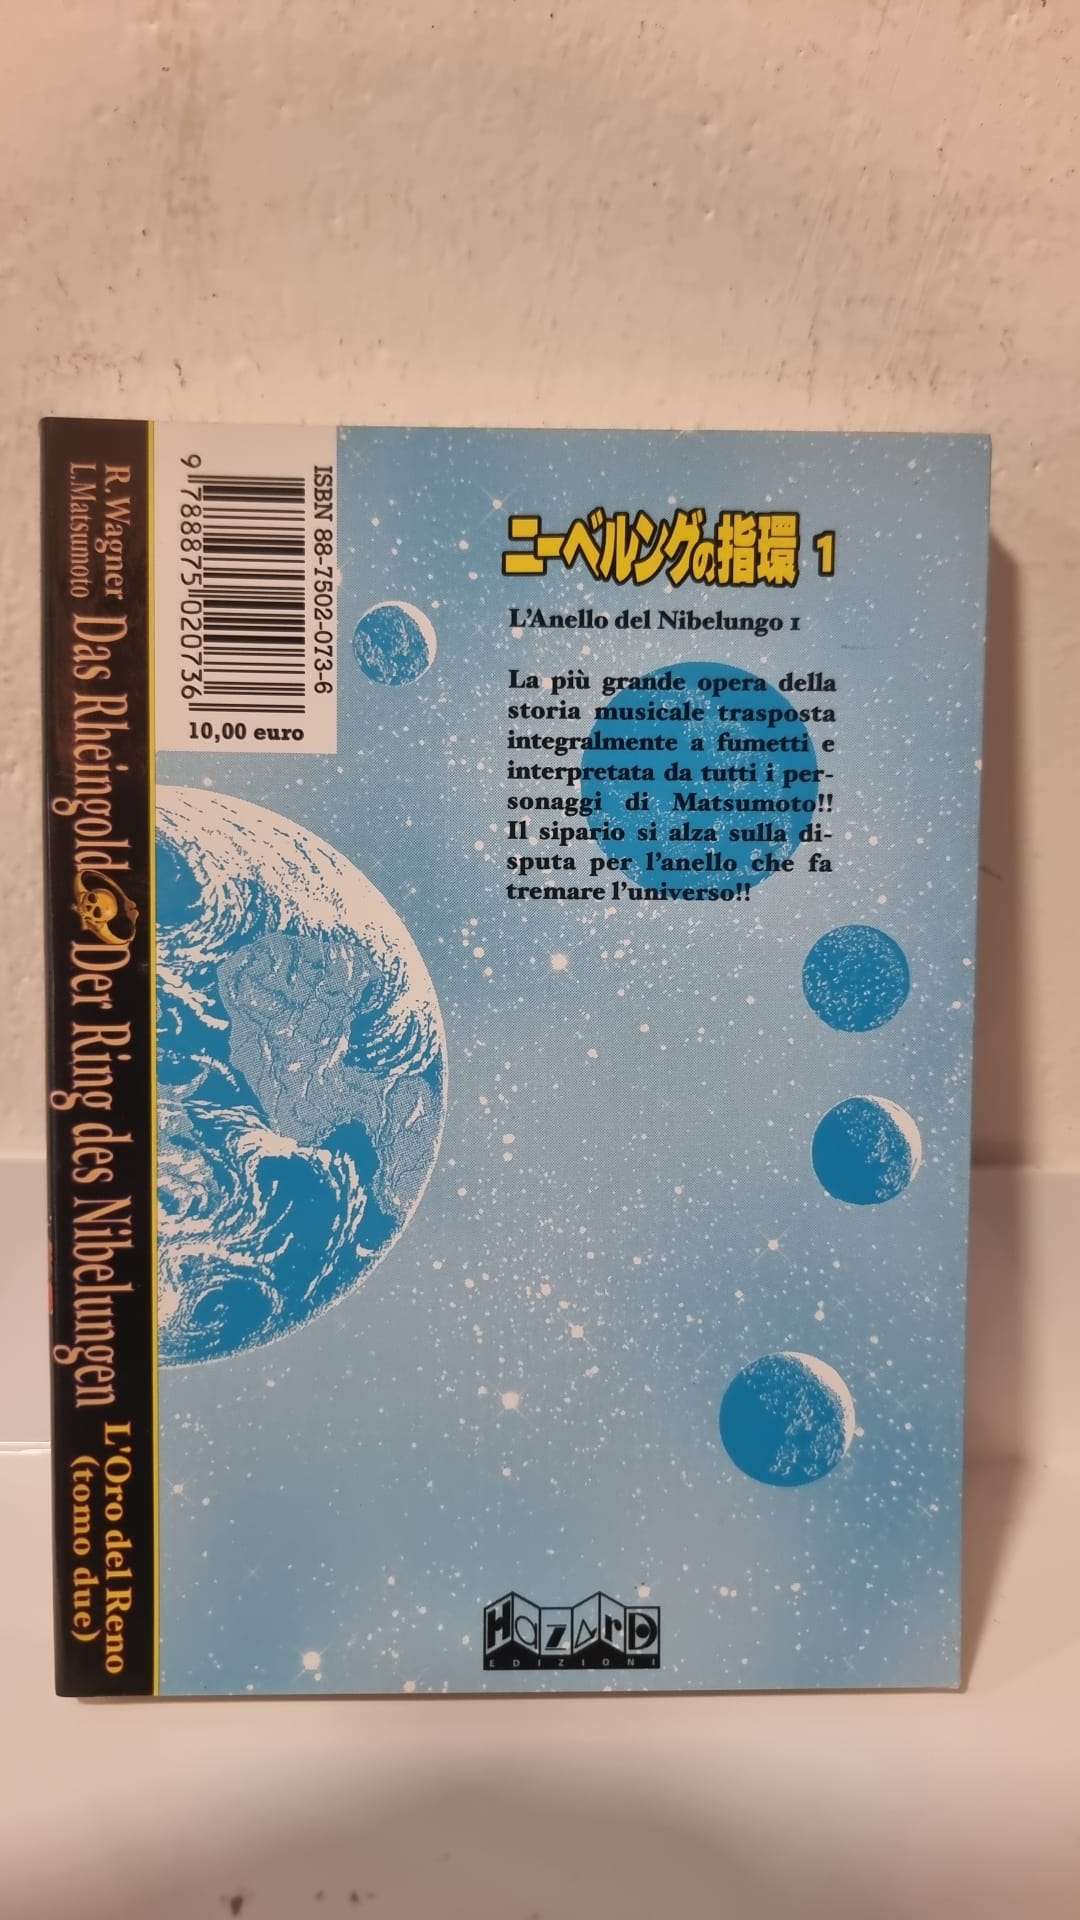 R. Wagner
L. Matsumoto
Das Rheingold Der Ring des Nibelungen
L'Oro del Reno
(tomo due)
ISBN 88-7502-073-6
9 788875 020736
10,00 euro
ニーベルングの指環 1
L'Anello del Nibelungo 1
La più grande opera della
storia musicale trasposta
integralmente a fumetti e
interpretata da tutti i per-
sonaggi di Matsumoto!!
Il sipario si alza sulla di-
sputa per l'anello che fa
tremare l'universo!!
HAZARD
EDIZIONI